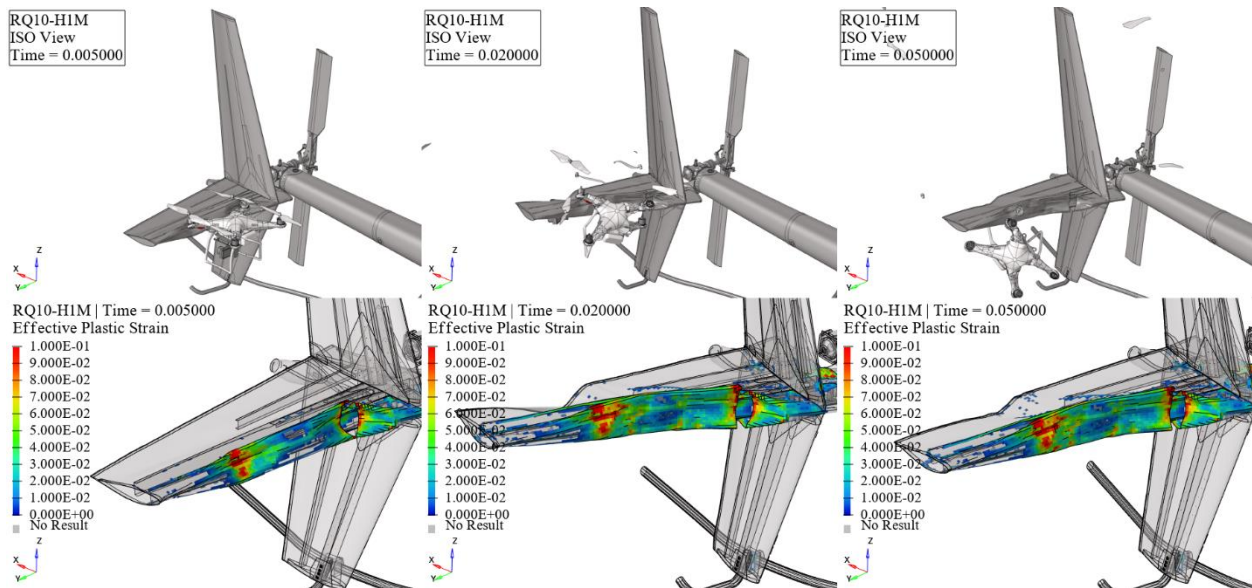 RQ10-H1M
ISO View
Time = 0.005000
Z
X
Y
RQ10-H1M
ISO View
Time = 0.020000
Z
X
Y
RQ10-H1M
ISO View
Time = 0.050000
Z
X
Y
RQ10-H1M | Time = 0.005000
Effective Plastic Strain
1.000E-01
9.000E-02
8.000E-02
7.000E-02
6.000E-02
5.000E-02
4.000E-02
3.000E-02
2.000E-02
1.000E-02
0.000E+00
No Result
Z
X
Y
RQ10-H1M | Time = 0.020000
Effective Plastic Strain
1.000E-01
9.000E-02
8.000E-02
7.000E-02
6.000E-02
5.000E-02
4.000E-02
3.000E-02
2.000E-02
1.000E-02
0.000E+00
No Result
Z
X
Y
RQ10-H1M | Time = 0.050000
Effective Plastic Strain
1.000E-01
9.000E-02
8.000E-02
7.000E-02
6.000E-02
5.000E-02
4.000E-02
3.000E-02
2.000E-02
1.000E-02
0.000E+00
No Result
Z
X
Y